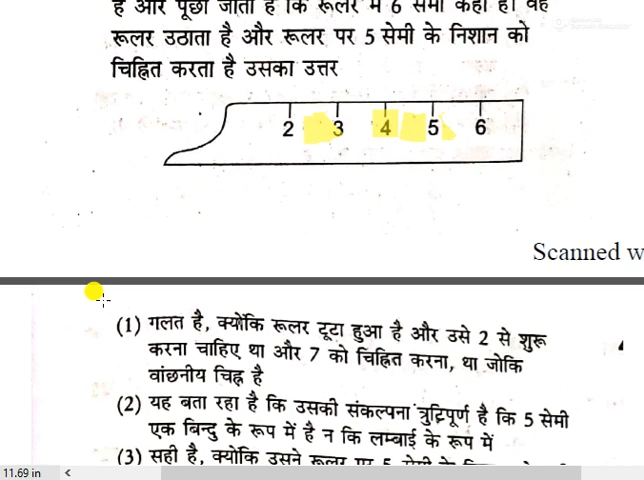 है और पूछा जाता है कि रूलर में 6 सेमी कहाँ है। वह
रूलर उठाता है और रूलर पर 5 सेमी के निशान को
चिह्नित करता है उसका उत्तर
2 3 4 5 6
Scanned w
(1) गलत है, क्योंकि रूलर टूटा हुआ है और उसे 2 से शुरू
करना चाहिए था और 7 को चिह्नित करना, था जोकि
वांछनीय चिह्न है
(2) यह बता रहा है कि उसकी संकल्पना त्रुटिपूर्ण है कि 5 सेमी
एक बिन्दु के रूप में है न कि लम्बाई के रूप में
(3) सही है, क्योंकि उसने रूलर पर 5 सेमी के
11.69 in